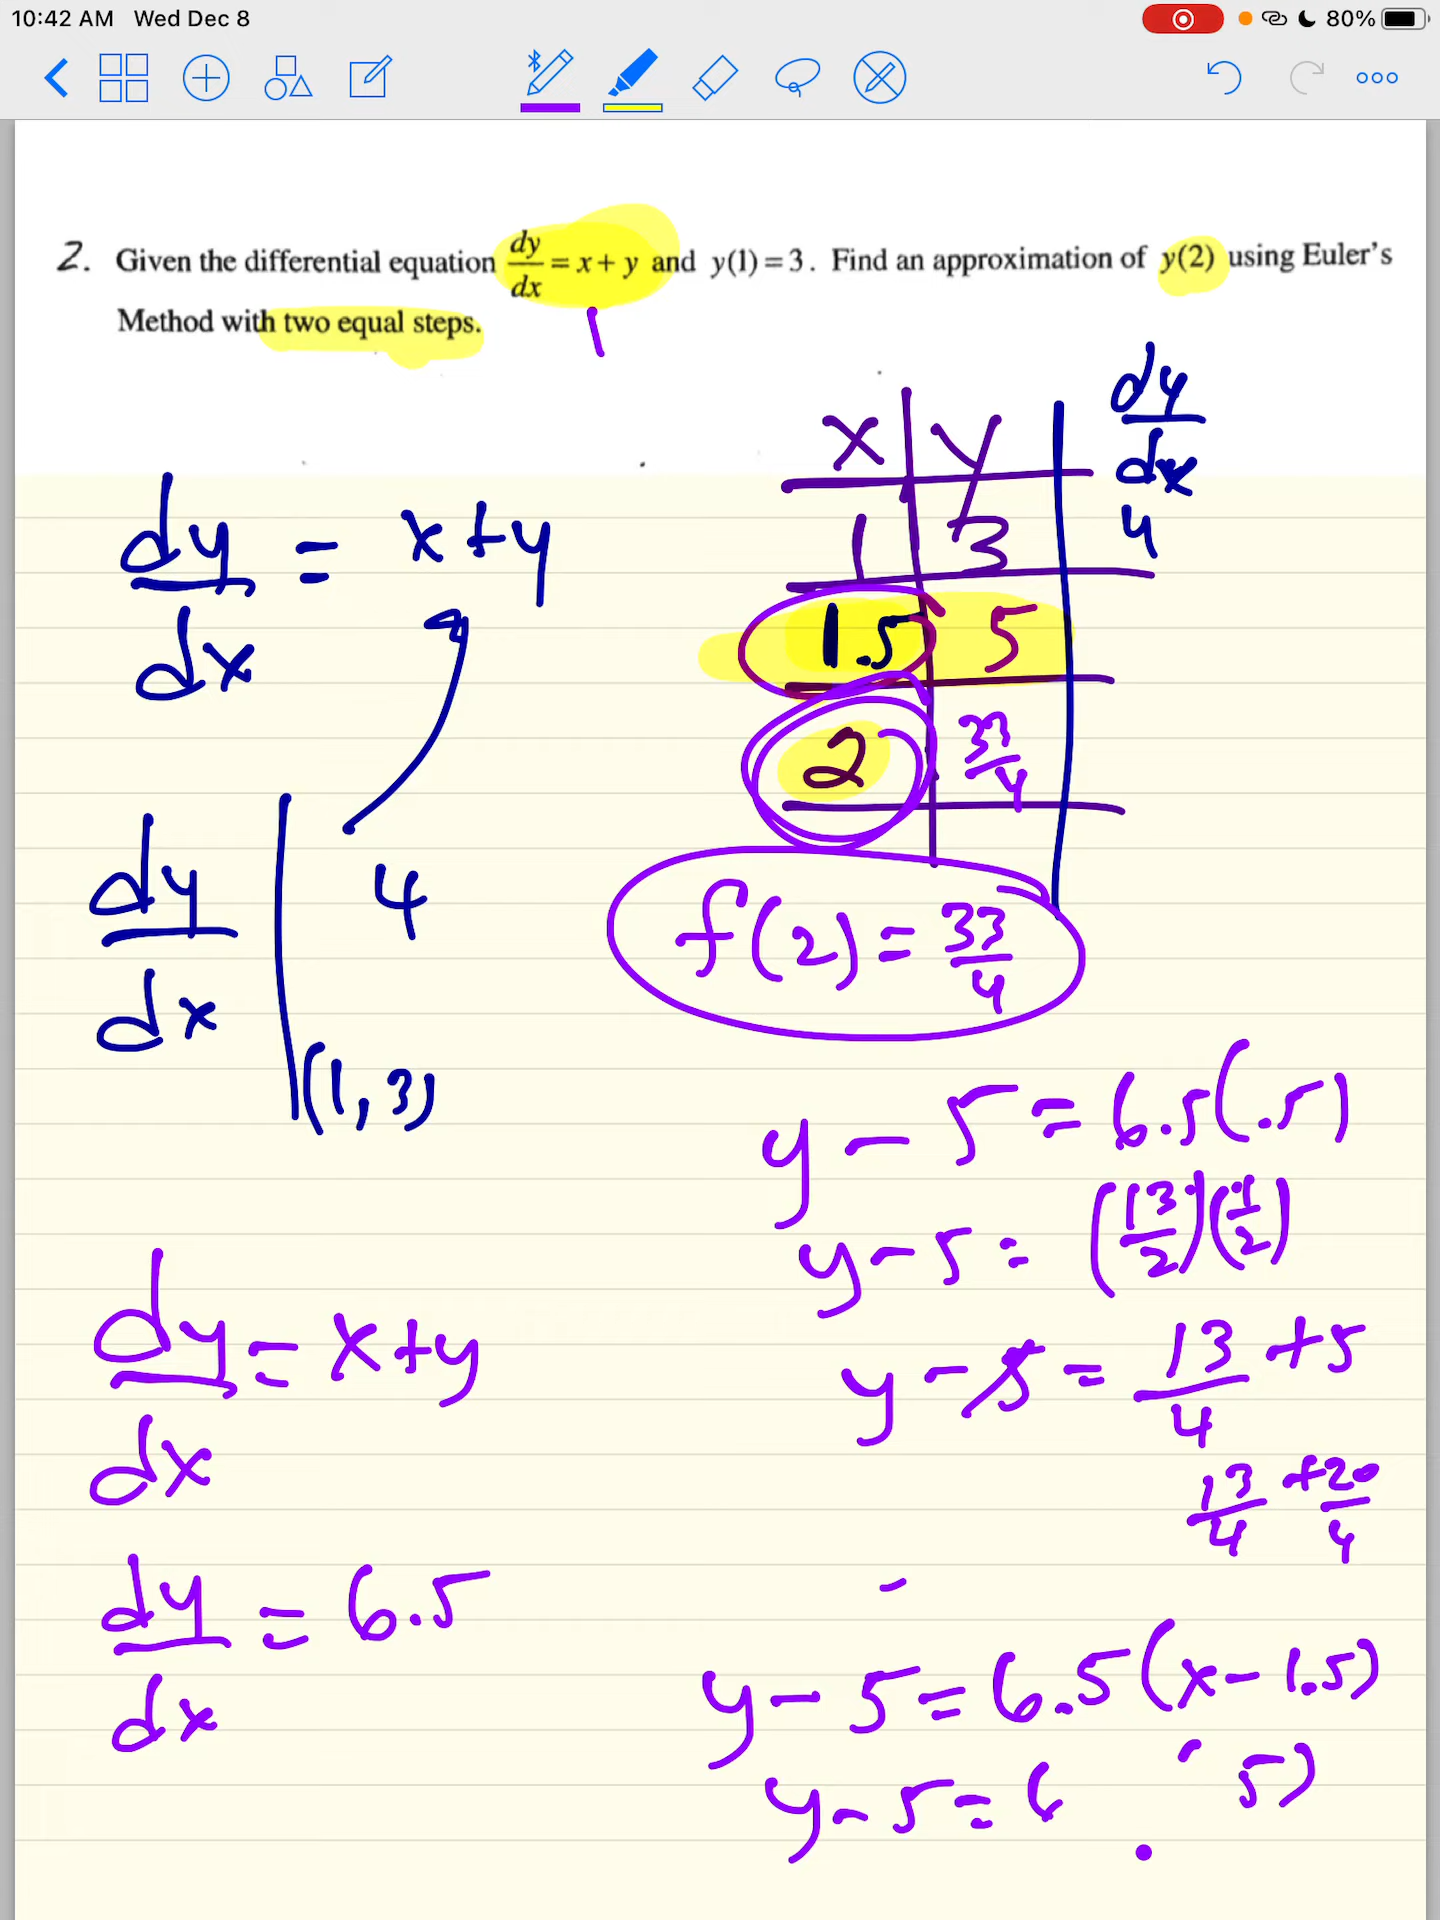 10:42 AM Wed Dec 8
80%
2. Given the differential equation dy/dx = x + y and y(1) = 3. Find an approximation of y(2) using Euler's
Method with two equal steps.
x y dy/dx
1 3 4
1.5 5
2 33/4
f(2) = 33/4
dy/dx = x+y
dy/dx | 4
(1,3)
y - 5 = 6.5(.5)
y - 5 = (13/2)(1/2)
y - 5 = 13/4 + 5
13/4 + 20/4
dy/dx = x+y
dy/dx = 6.5
y - 5 = 6.5(x - 1.5)
y - 5 = 6 5)